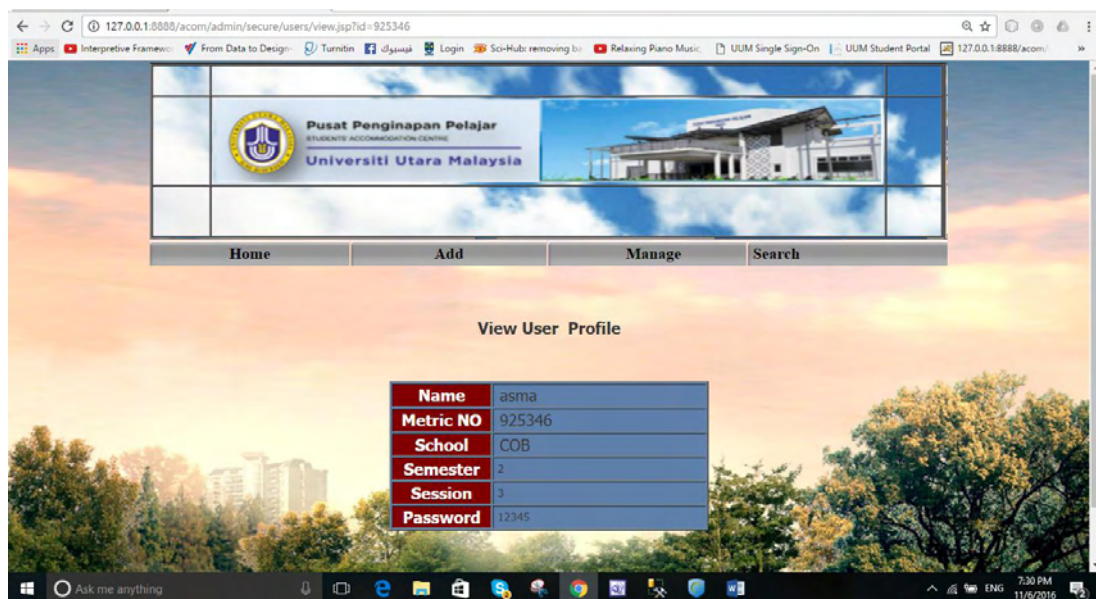 127.0.0.1:8888/acom/admin/secure/users/view.jsp?id=925346
Apps Interpretive Framewor From Data to Design- Turnitin فيسبوك Login Sci-Hub: removing ba Relaxing Piano Music, UUM Single Sign-On UUM Student Portal 127.0.0.1:8888/acom/ »
Pusat Penginapan Pelajar
STUDENTS' ACCOMMODATION CENTRE
Universiti Utara Malaysia
Home Add Manage Search
View User Profile
Name asma
Metric NO 925346
School COB
Semester 2
Session 3
Password 12345
Ask me anything
ENG 7:30 PM
11/6/2016